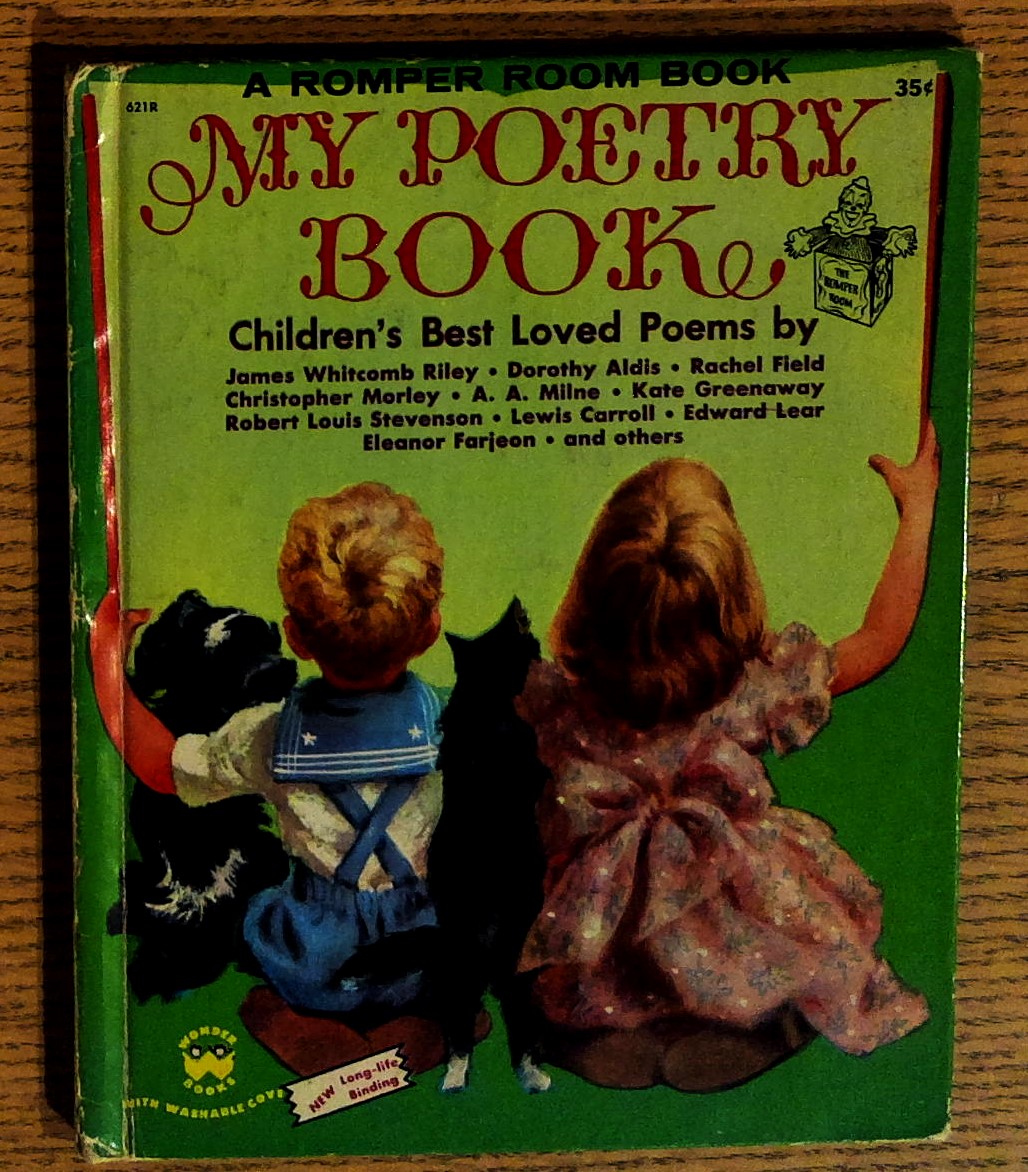 A ROMPER ROOM BOOK
621R
35¢
MY POETRY
BOOK
THE
ROMPER
ROOM
Children's Best Loved Poems by
James Whitcomb Riley • Dorothy Aldis • Rachel Field
Christopher Morley • A. A. Milne • Kate Greenaway
Robert Louis Stevenson • Lewis Carroll • Edward Lear
Eleanor Farjeon • and others
WONDER
BOOKS
WITH WASHABLE COVER
NEW Long-life
Binding